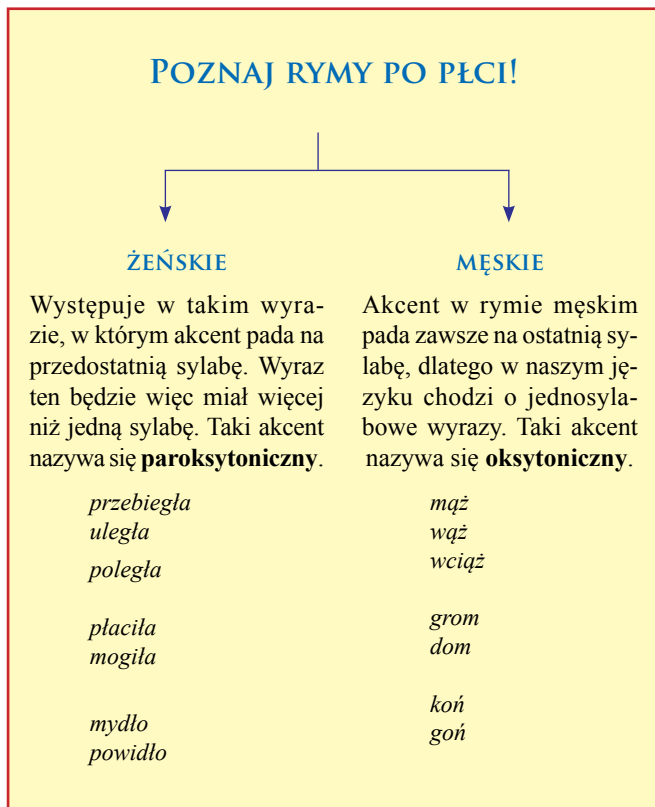 Poznaj rymy po płci!
żeńskie
Występuje w takim wyra-
zie, w którym akcent pada na
przedostatnią sylabę. Wyraz
ten będzie więc miał więcej
niż jedną sylabę. Taki akcent
nazywa się paroksytoniczny.
przebiegła
uległa
poległa
płaciła
mogiła
mydło
powidło
męskie
Akcent w rymie męskim
pada zawsze na ostatnią sy-
labę, dlatego w naszym ję-
zyku chodzi o jednosyla-
bowe wyrazy. Taki akcent
nazywa się oksytoniczny.
mąż
wąż
wciąż
grom
dom
koń
goń